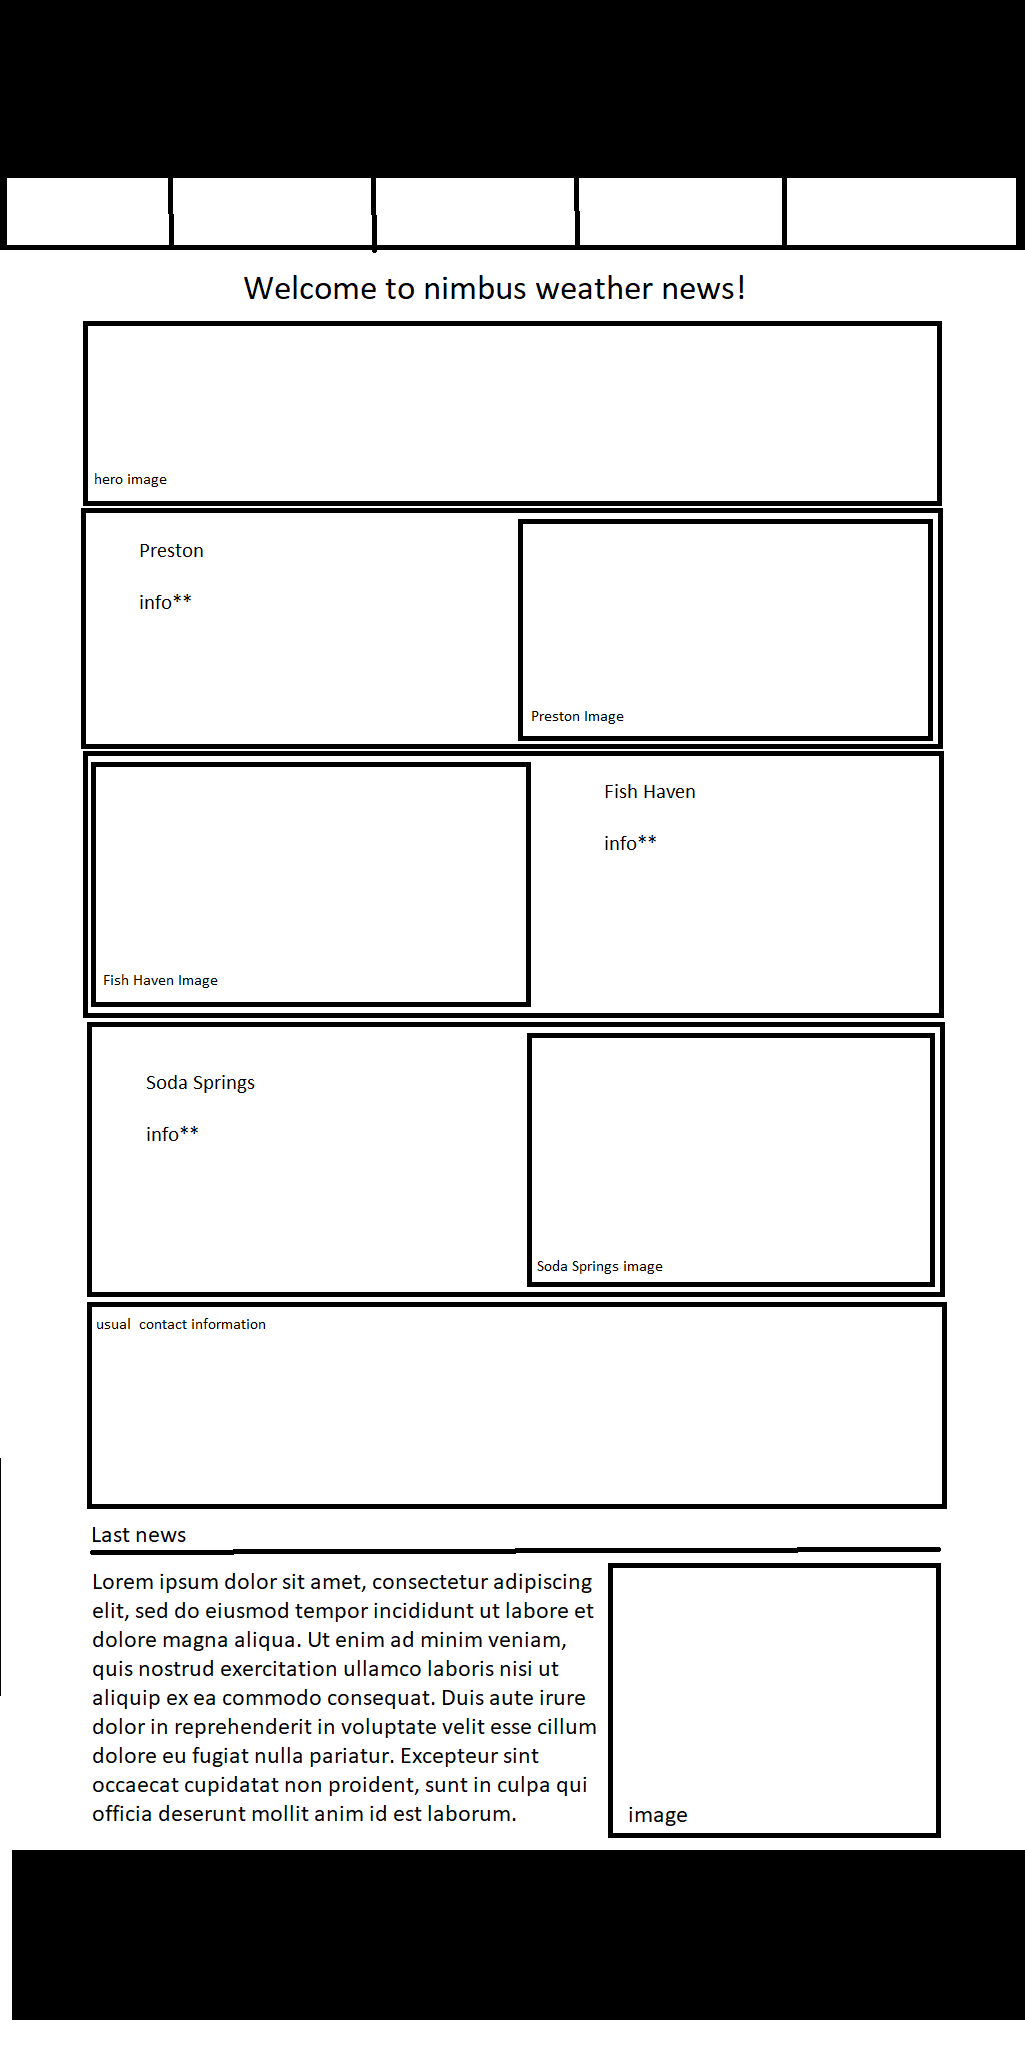 Welcome to nimbus weather news!
hero image
Preston
info**
Preston Image
Fish Haven
info**
Fish Haven Image
Soda Springs
info**
Soda Springs image
usual  contact information
Last news
Lorem ipsum dolor sit amet, consectetur adipiscing
elit, sed do eiusmod tempor incididunt ut labore et
dolore magna aliqua. Ut enim ad minim veniam,
quis nostrud exercitation ullamco laboris nisi ut
aliquip ex ea commodo consequat. Duis aute irure
dolor in reprehenderit in voluptate velit esse cillum
dolore eu fugiat nulla pariatur. Excepteur sint
occaecat cupidatat non proident, sunt in culpa qui
officia deserunt mollit anim id est laborum.
image